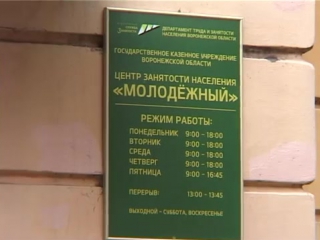 ДЕПАРТАМЕНТ ТРУДА И ЗАНЯТОСТИ
НАСЕЛЕНИЯ ВОРОНЕЖСКОЙ ОБЛАСТИ
ГОСУДАРСТВЕННОЕ КАЗЕННОЕ УЧРЕЖДЕНИЕ
ВОРОНЕЖСКОЙ ОБЛАСТИ
ЦЕНТР ЗАНЯТОСТИ НАСЕЛЕНИЯ
«МОЛОДЁЖНЫЙ»
РЕЖИМ РАБОТЫ:
ПОНЕДЕЛЬНИК 9:00 - 18:00
ВТОРНИК 9:00 - 18:00
СРЕДА 9:00 - 18:00
ЧЕТВЕРГ 9:00 - 18:00
ПЯТНИЦА 9:00 - 16:45
ПЕРЕРЫВ: 13:00 - 13:45
ВЫХОДНОЙ - СУББОТА, ВОСКРЕСЕНЬЕ